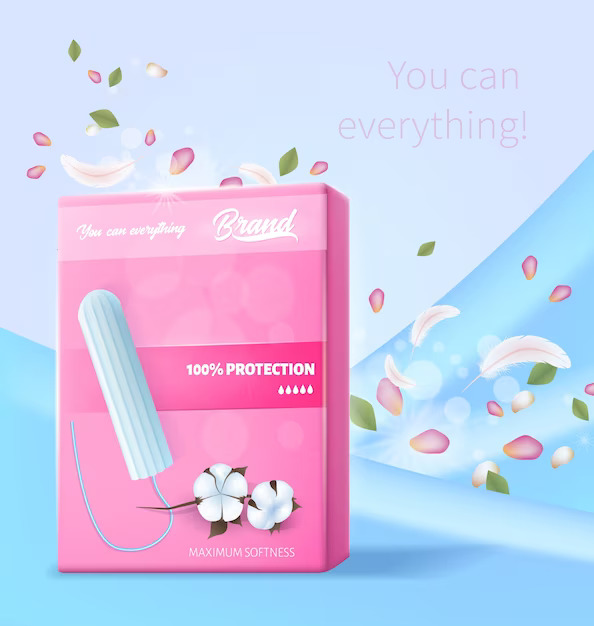 You can
everything!
You can everything
Brand
100% PROTECTION
MAXIMUM SOFTNESS